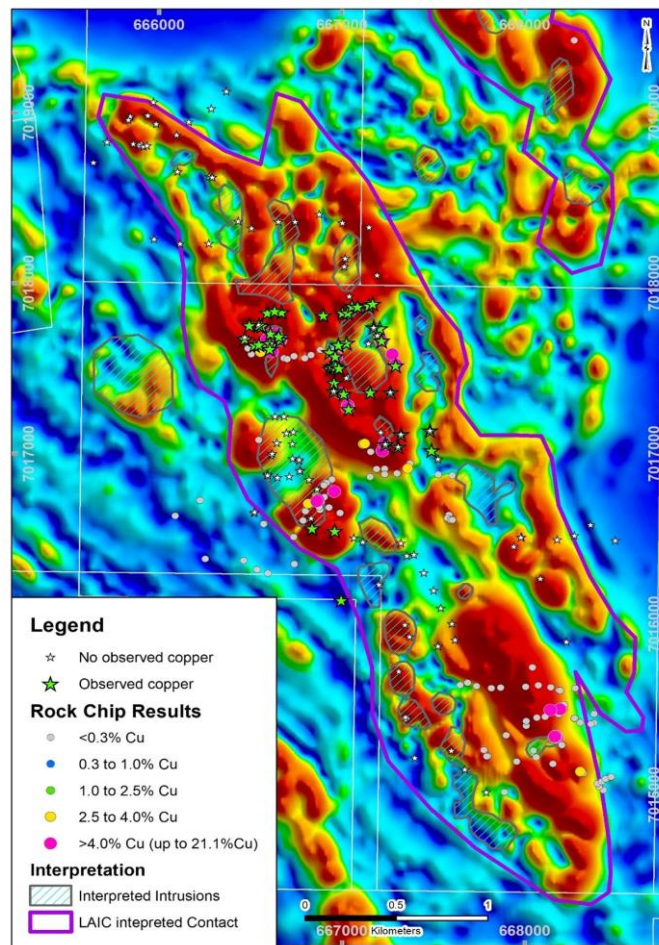 666000
667000
668000
N
7019000
7019000
7018000
7018000
7017000
7017000
7016000
7015000
Legend
No observed copper
Observed copper
Rock Chip Results
<0.3% Cu
0.3 to 1.0% Cu
1.0 to 2.5% Cu
2.5 to 4.0% Cu
>4.0% Cu (up to 21.1%Cu)
Interpretation
Interpreted Intrusions
LAIC intepreted Contact
0 0.5 1
Kilometers
667000
668000